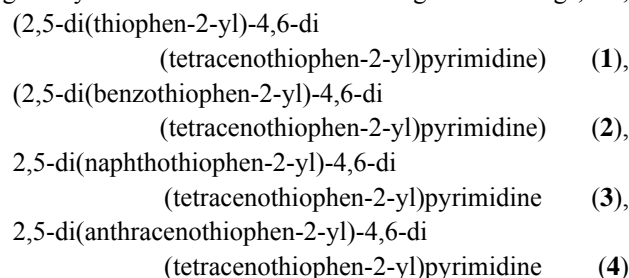 (2,5-di(thiophen-2-yl)-4,6-di
(tetracenothiophen-2-yl)pyrimidine) (1),
(2,5-di(benzothiophen-2-yl)-4,6-di
(tetracenothiophen-2-yl)pyrimidine) (2),
2,5-di(naphthothiophen-2-yl)-4,6-di
(tetracenothiophen-2-yl)pyrimidine (3),
2,5-di(anthracenothiophen-2-yl)-4,6-di
(tetracenothiophen-2-yl)pyrimidine (4)